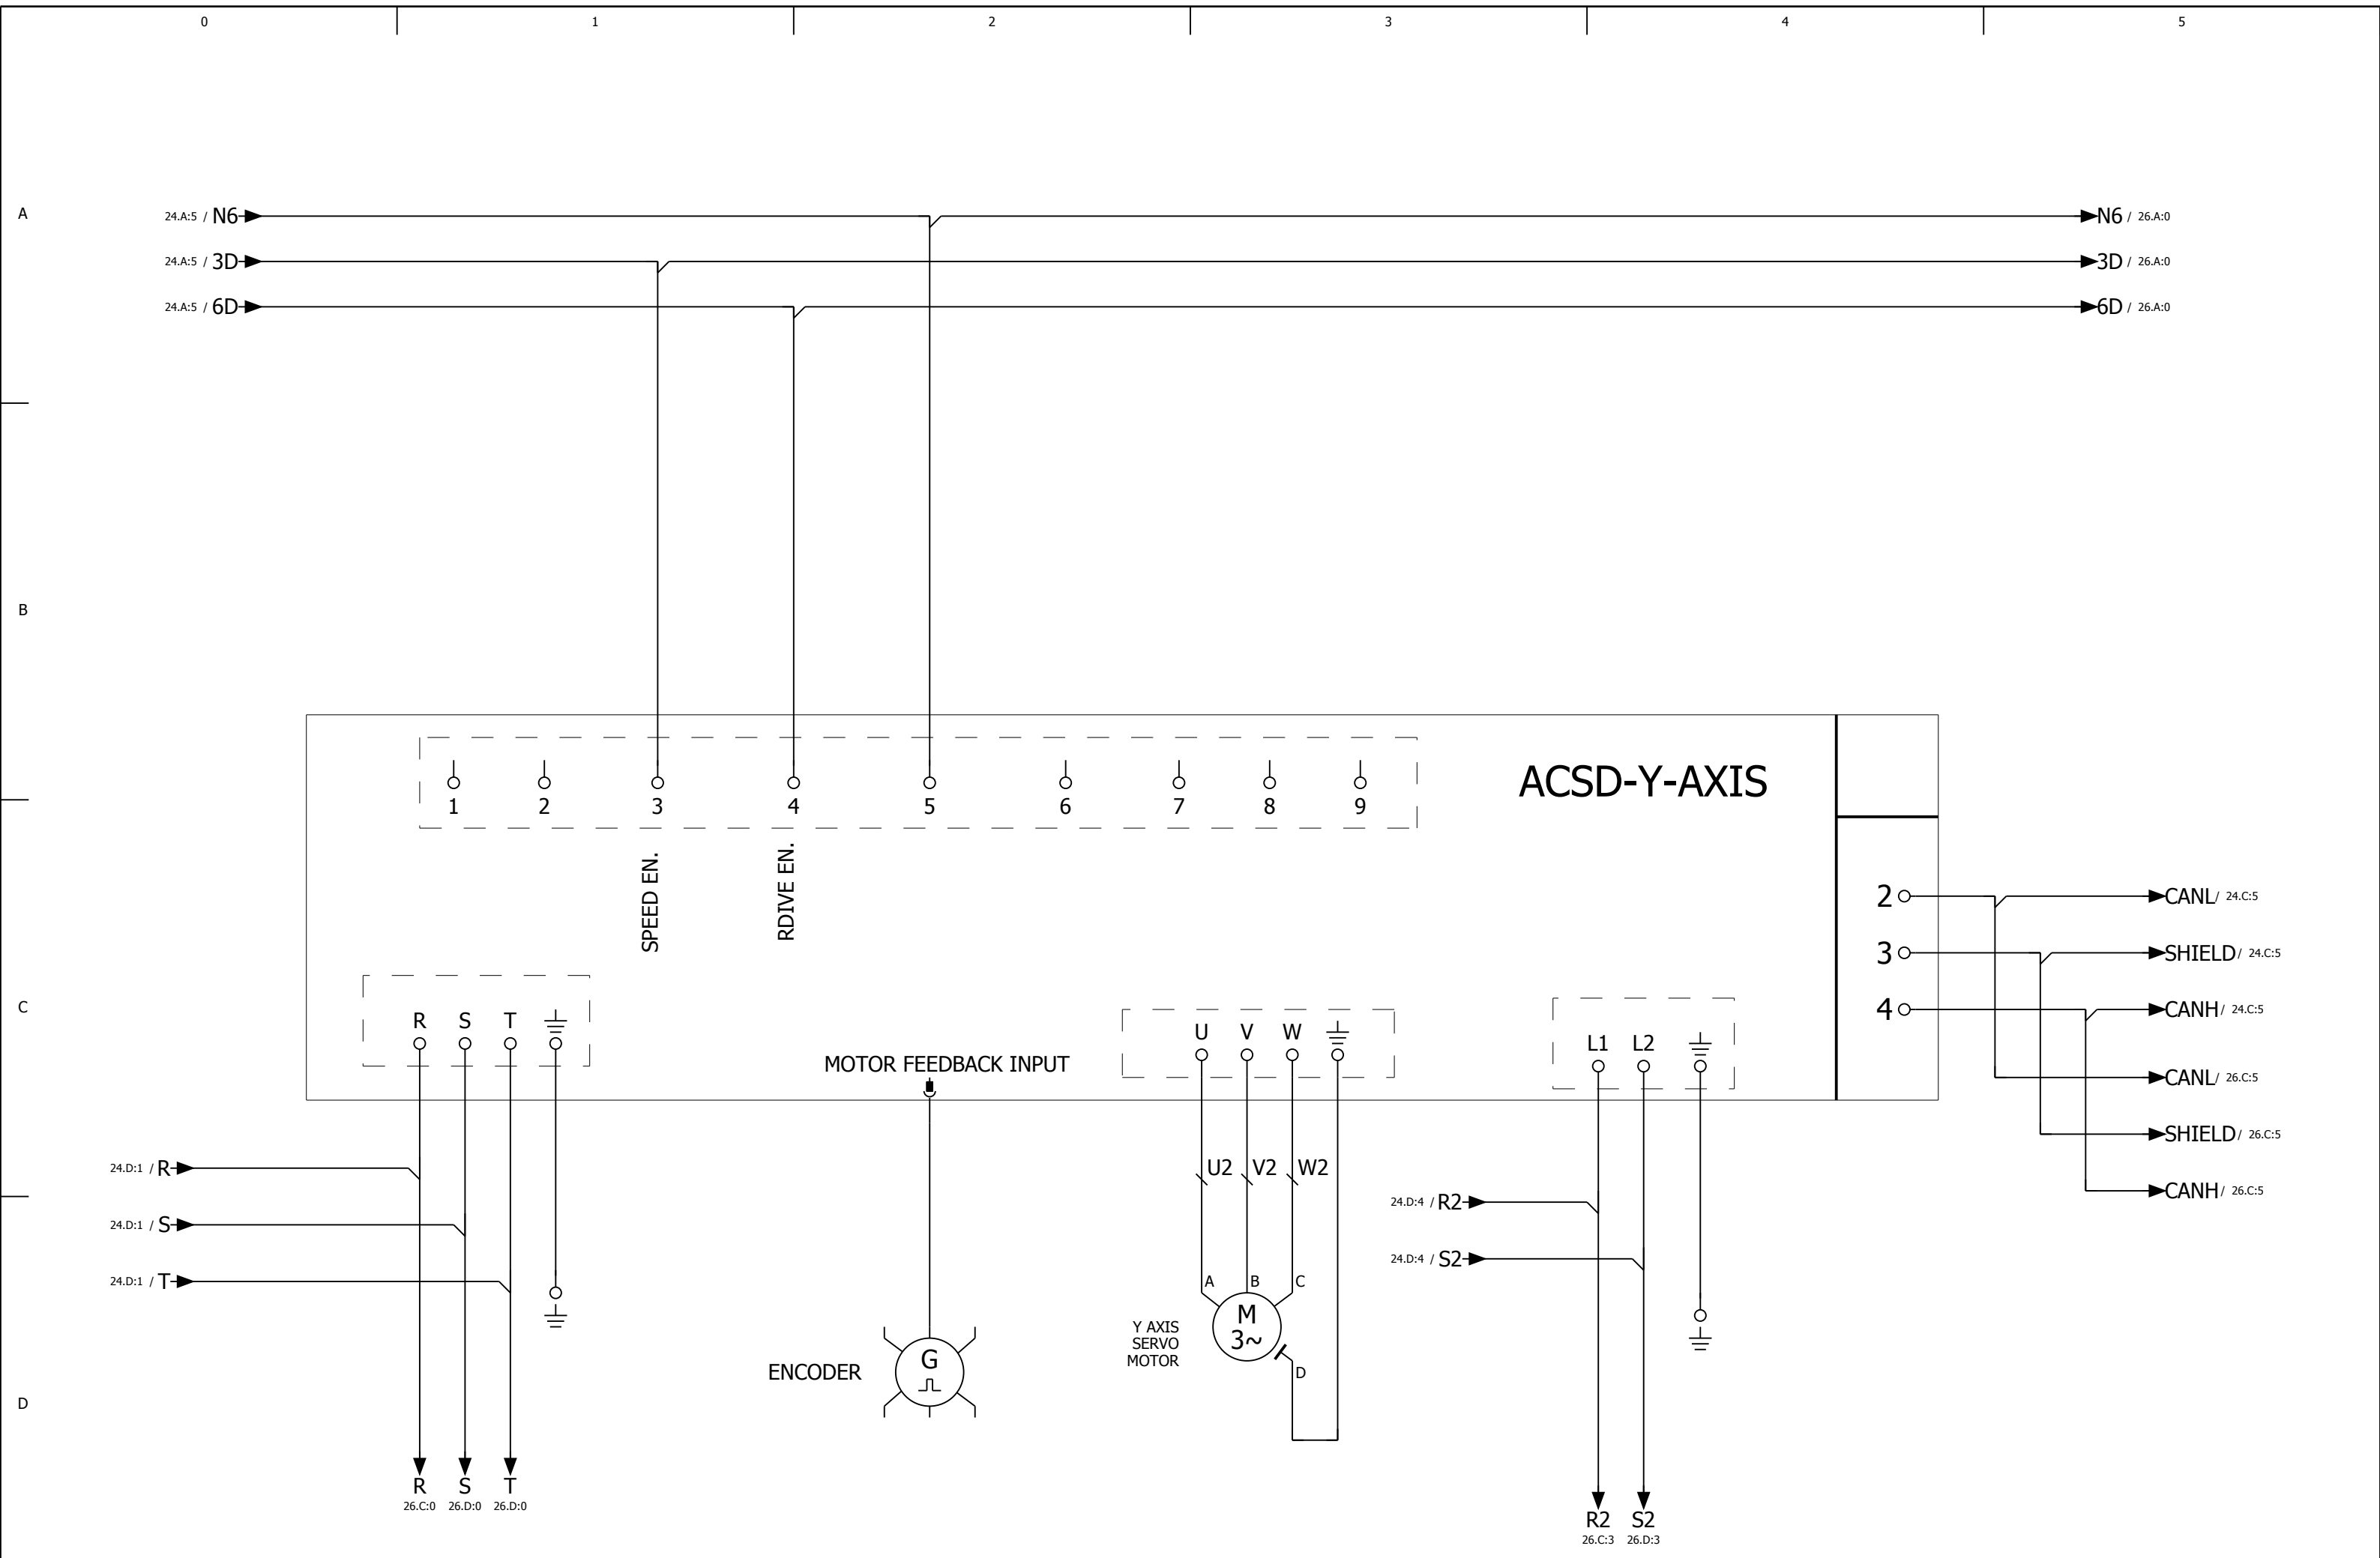 0 1 2 3 4 5
A
24.A:5 / N6 N6 / 26.A:0
24.A:5 / 3D 3D / 26.A:0
24.A:5 / 6D 6D / 26.A:0
B
ACSD-Y-AXIS
1 2 3 4 5 6 7 8 9
SPEED EN.
RDIVE EN.
2 CANL / 24.C:5
3 SHIELD / 24.C:5
C
4 CANH / 24.C:5
R S T
U V W
L1 L2
MOTOR FEEDBACK INPUT
CANL / 26.C:5
SHIELD / 26.C:5
24.D:1 / R
U2 V2 W2
CANH / 26.C:5
24.D:4 / R2
24.D:1 / S
24.D:4 / S2
24.D:1 / T
A B C
M
3~
Y AXIS
SERVO
MOTOR
D
ENCODER
G
D
R S T
26.C:0 26.D:0 26.D:0
R2 S2
26.C:3 26.D:3